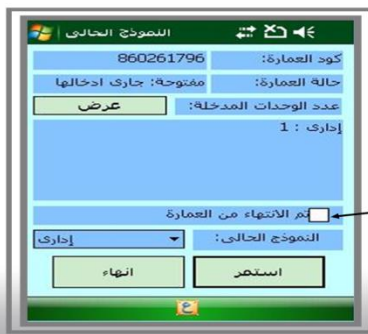 النموذج الحالى
كود العمارة: 860261796
حالة العمارة: مفتوحة: جارى ادخالها
عدد الوحدات المدخلة: عرض
إدارى : 1
تم الانتهاء من العمارة
النموذج الحالى: إدارى
استمر انهاء
ع